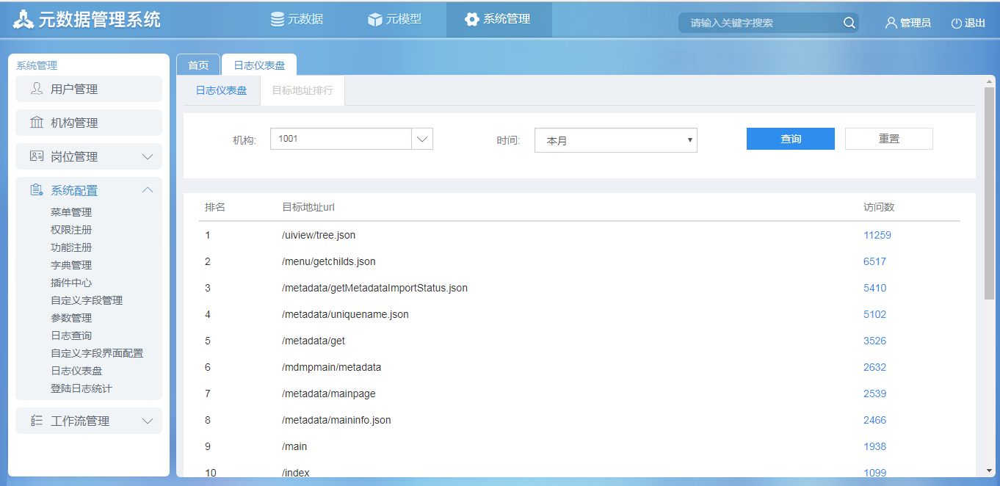 元数据管理系统
元数据
元模型
系统管理
请输入关键字搜索
管理员
退出
系统管理
用户管理
机构管理
岗位管理
系统配置
菜单管理
权限注册
功能注册
字典管理
插件中心
自定义字段管理
参数管理
日志查询
自定义字段界面配置
日志仪表盘
登陆日志统计
工作流管理
首页
日志仪表盘
日志仪表盘
目标地址排行
机构: 1001
时间: 本月
查询
重置
排名 目标地址url 访问数
1 /uiview/tree.json 11259
2 /menu/getchilds.json 6517
3 /metadata/getMetadataImportStatus.json 5410
4 /metadata/uniquename.json 5102
5 /metadata/get 3526
6 /mdmpmain/metadata 2632
7 /metadata/mainpage 2539
8 /metadata/maininfo.json 2466
9 /main 1938
10 /index 1099